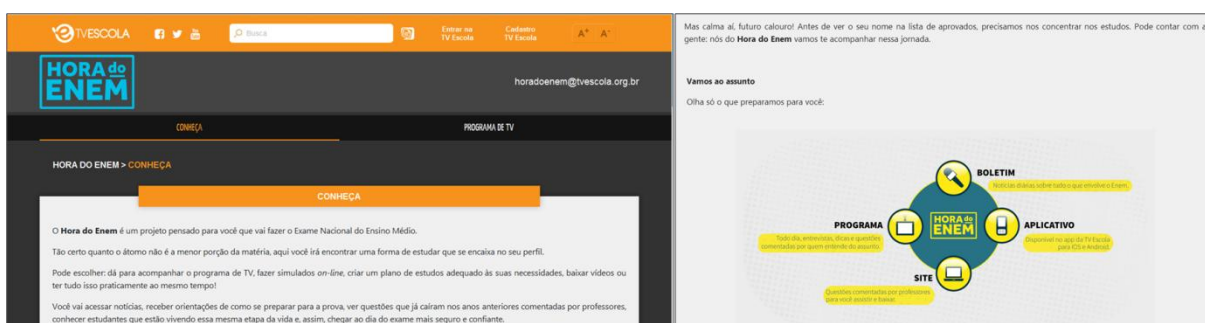 TVESCOLA
Busca
Entrar na
TV Escola
Cadastro
TV Escola
A+ A-
HORA do
ENEM
horadoenem@tvescola.org.br
CONHEÇA
PROGRAMA DE TV
HORA DO ENEM > CONHEÇA
CONHEÇA
O Hora do Enem é um projeto pensado para você que vai fazer o Exame Nacional do Ensino Médio.
Tão certo quanto o átomo não é a menor porção da matéria, aqui você irá encontrar uma forma de estudar que se encaixa no seu perfil.
Pode escolher: dá para acompanhar o programa de TV, fazer simulados on-line, criar um plano de estudos adequado às suas necessidades, baixar vídeos ou
ter tudo isso praticamente ao mesmo tempo!
Você vai acessar notícias, receber orientações de como se preparar para a prova, ver questões que já caíram nos anos anteriores comentadas por professores,
conhecer estudantes que estão vivendo essa mesma etapa da vida e, assim, chegar ao dia do exame mais seguro e confiante.
Mas calma aí, futuro calouro! Antes de ver o seu nome na lista de aprovados, precisamos nos concentrar nos estudos. Pode contar com a
gente: nós do Hora do Enem vamos te acompanhar nessa jornada.
Vamos ao assunto
Olha só o que preparamos para você:
BOLETIM
Notícias diárias sobre tudo o que envolve o Enem.
PROGRAMA
Todo dia, entrevistas, dicas e questões
comentadas por quem entende do assunto.
HORA do
ENEM
APLICATIVO
Disponível no app da TV Escola
para iOS e Android.
SITE
Questões comentadas por professores
para você assistir e baixar.